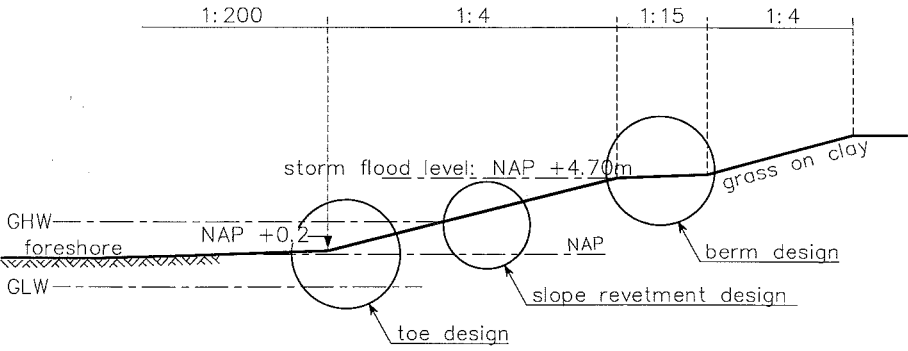 1:200 1:4 1:15 1:4
storm flood level: NAP +4.70m
grass on clay
GHW
NAP +0.2
foreshore
NAP
berm design
GLW
slope revetment design
toe design